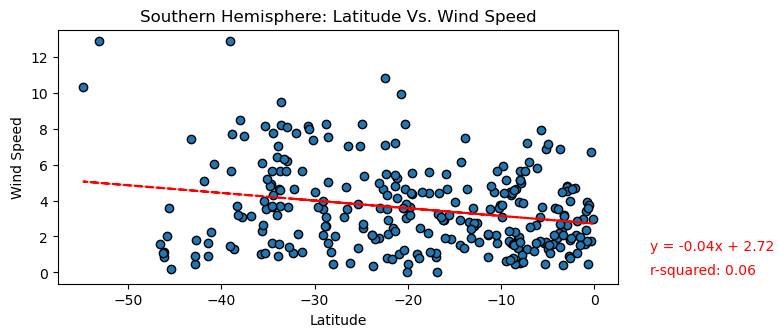 Southern Hemisphere: Latitude Vs. Wind Speed
12
10
8
6
4
2
0
Wind Speed
−50
−40
−30
−20
−10
0
Latitude
y = -0.04x + 2.72
r-squared: 0.06